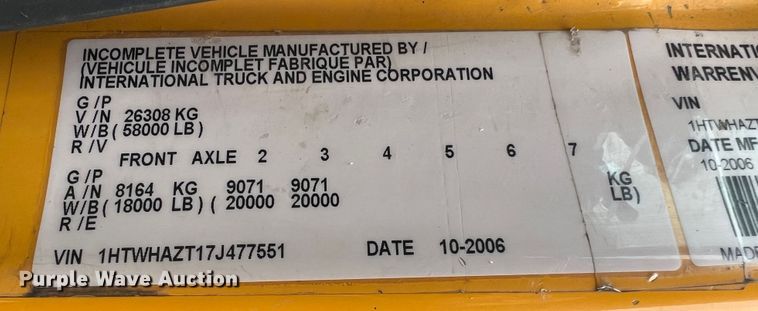 INCOMPLETE VEHICLE MANUFACTURED BY /
(VEHICULE INCOMPLET FABRIQUE PAR)
INTERNATIONAL TRUCK AND ENGINE CORPORATION
G /P
V /N 26308 KG
W/B ( 58000 LB)
R /V
FRONT AXLE 2 3 4 5 6 7
G /P
A /N 8164 KG 9071 9071 KG
W/B ( 18000 LB) ( 20000 20000 LB)
R /E
VIN 1HTWHAZT17J477551 DATE 10-2006
INTERNATIO
WARRENV
VIN
1HTWHAZT
DATE MF
10-2006
MAD
Purple Wave Auction